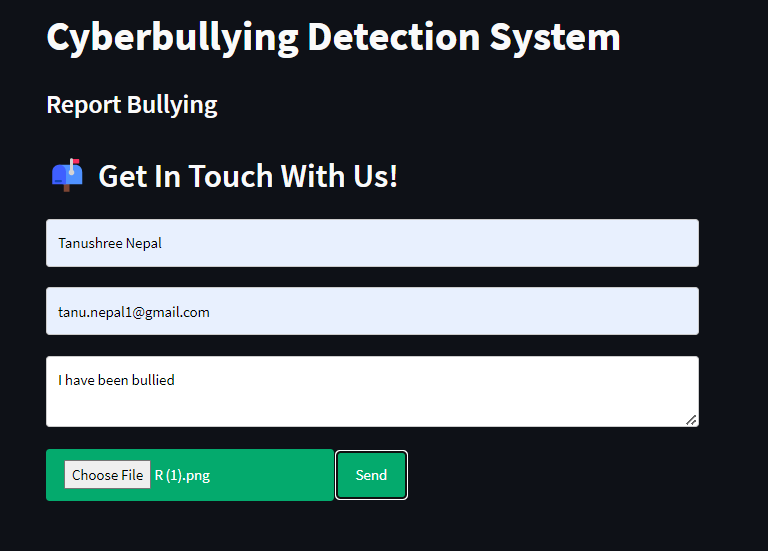 Cyberbullying Detection System
Report Bullying
Get In Touch With Us!
Tanushree Nepal
tanu.nepal1@gmail.com
I have been bullied
Choose File R (1).png Send